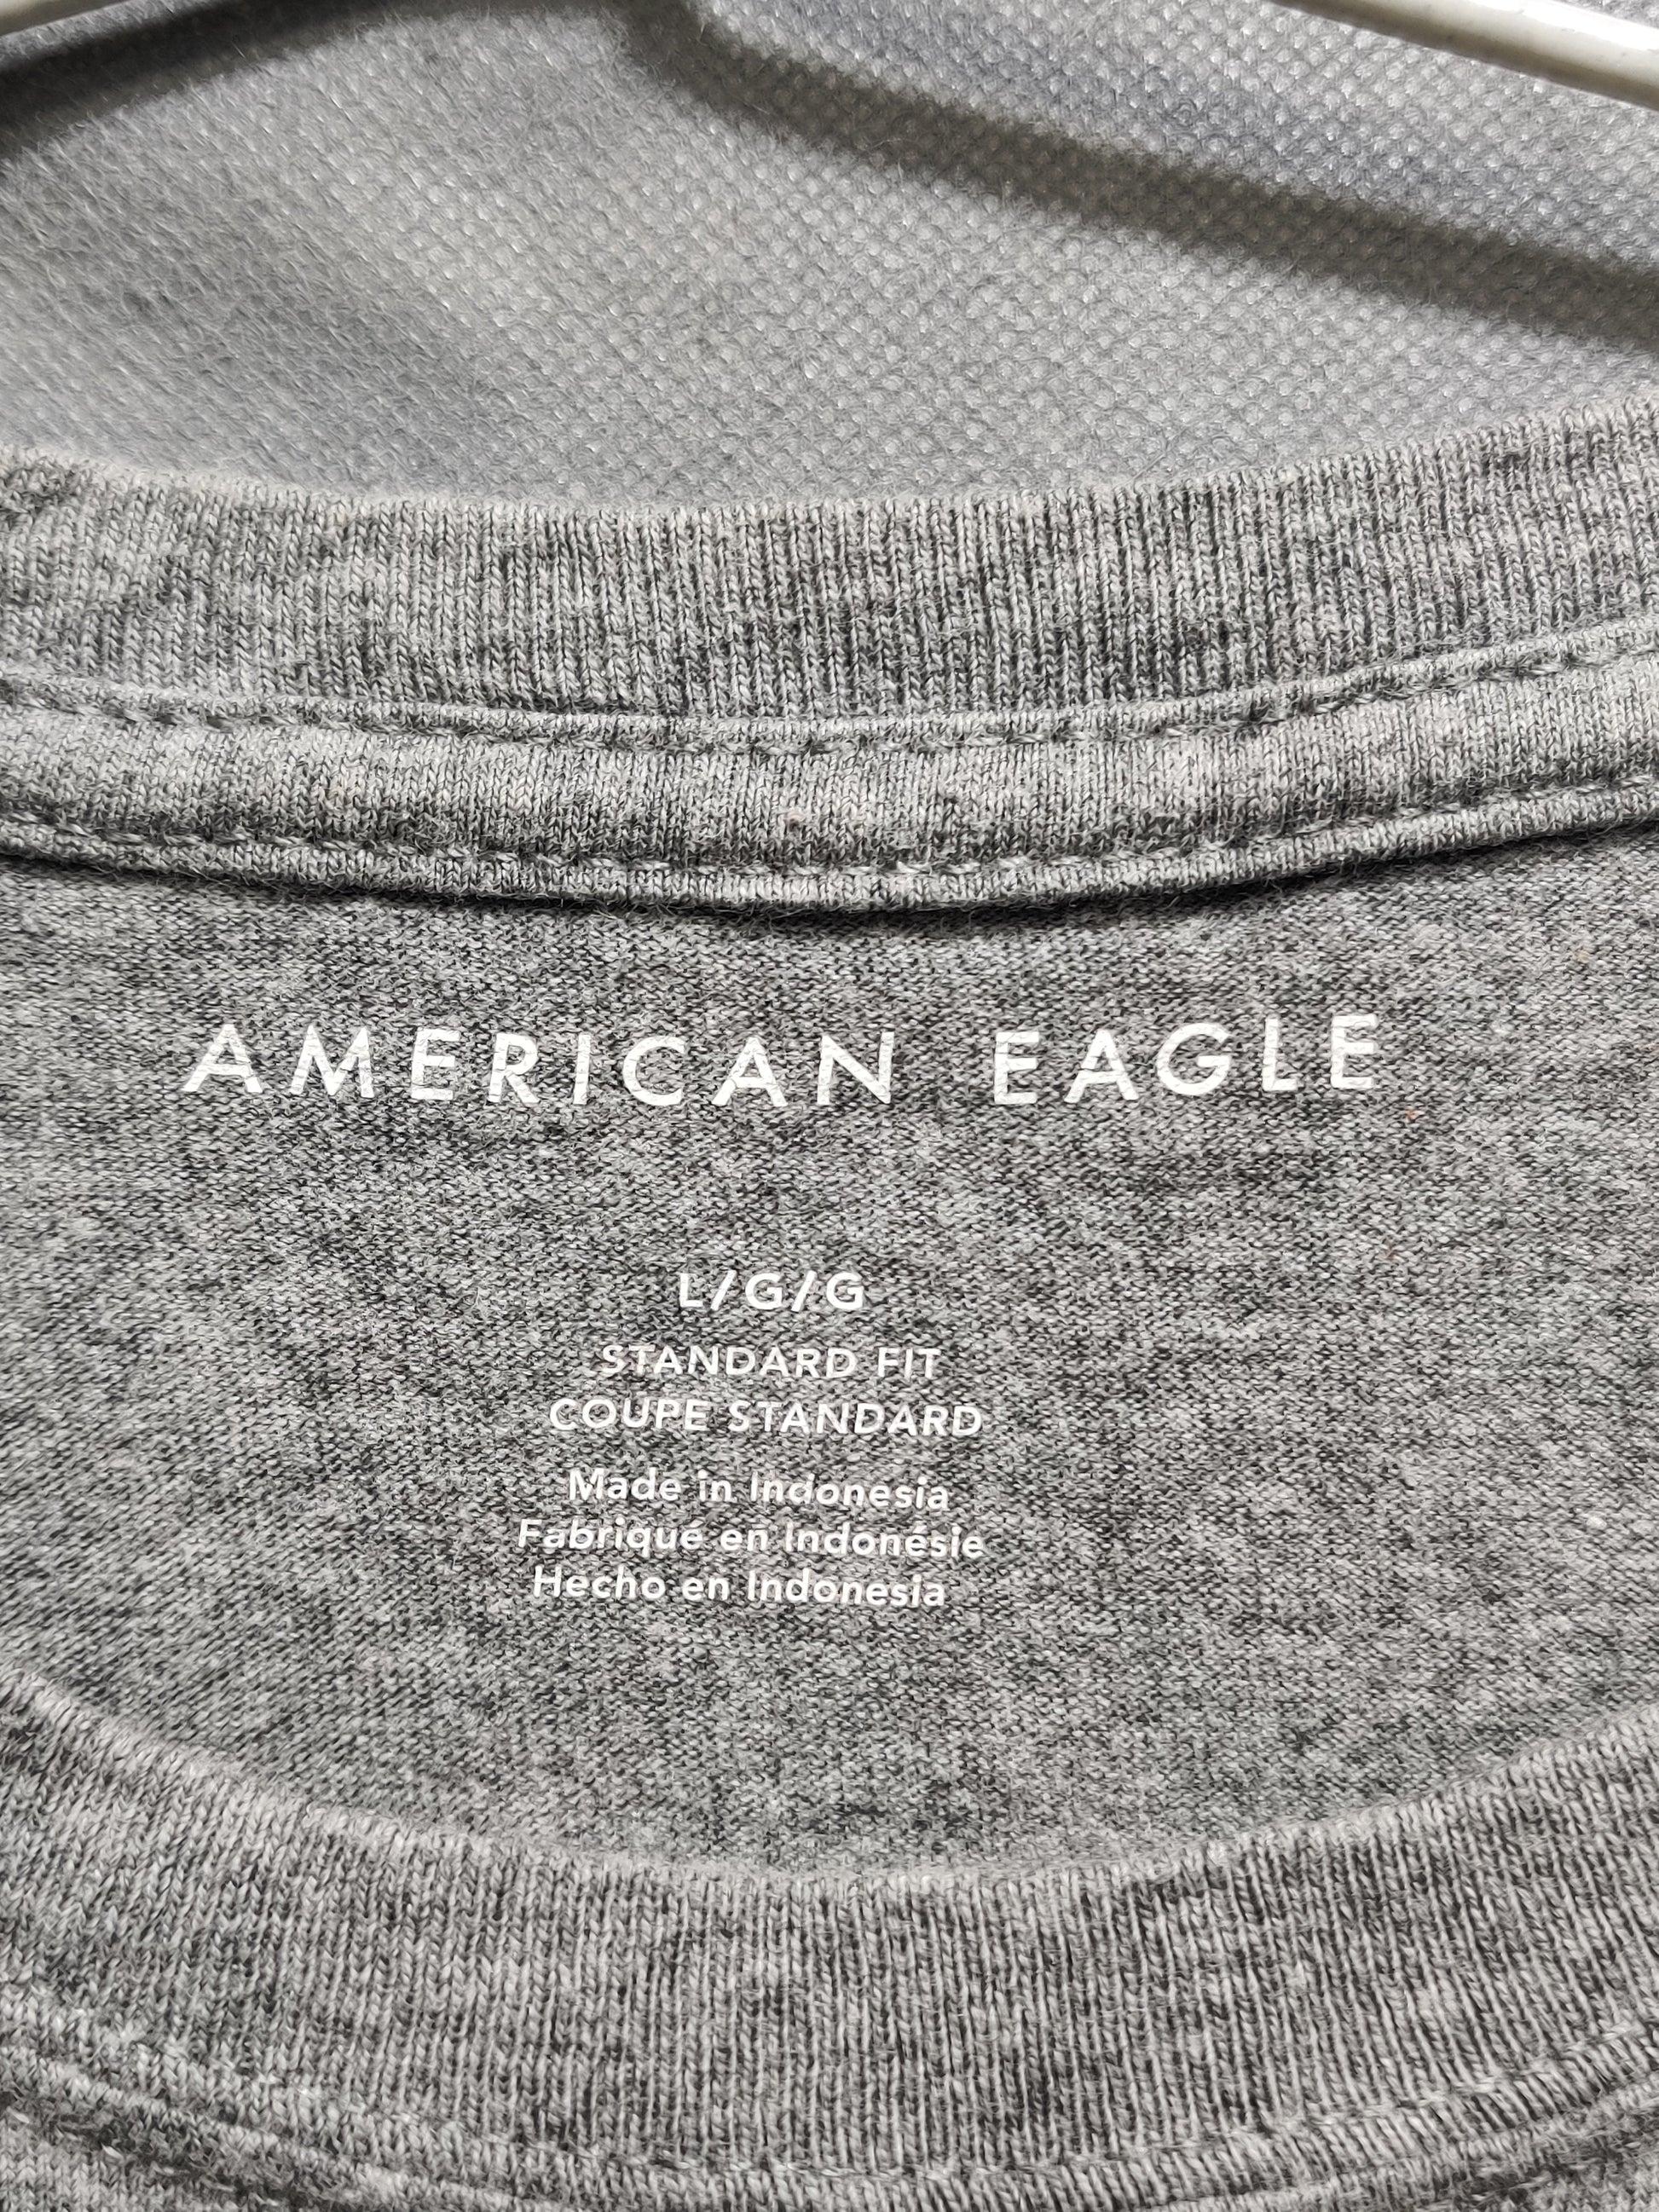 AMERICAN EAGLE
L/G/G
STANDARD FIT
COUPE STANDARD
Made in Indonesia
Fabriqué en Indonésie
Hecho en Indonesia